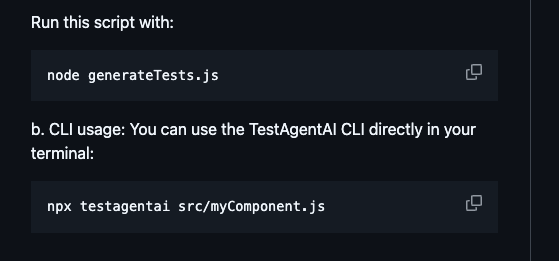 Run this script with:
node generateTests.js
b. CLI usage: You can use the TestAgentAI CLI directly in your
terminal:
npx testagentai src/myComponent.js